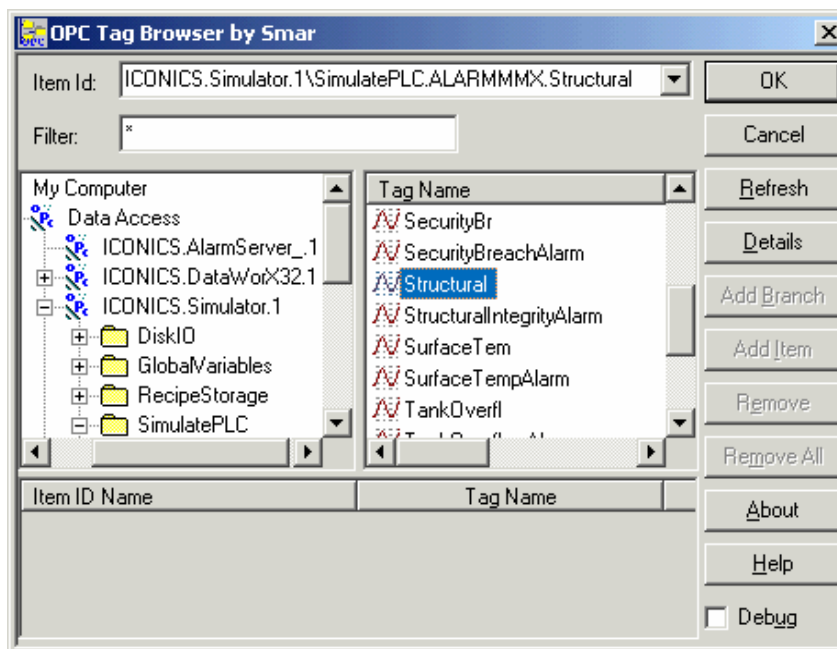 OPC Tag Browser by Smar
Item Id: ICONICS.Simulator.1\SimulatePLC.ALARMMMX.Structural
Filter: *
My Computer
Data Access
ICONICS.AlarmServer_.1
ICONICS.DataWorX32.1
ICONICS.Simulator.1
DiskIO
GlobalVariables
RecipeStorage
SimulatePLC
Tag Name
SecurityBr
SecurityBreachAlarm
Structural
StructuralIntegrityAlarm
SurfaceTem
SurfaceTempAlarm
TankOverfl
Item ID Name Tag Name
OK
Cancel
Refresh
Details
Add Branch
Add Item
Remove
Remove All
About
Help
Debug